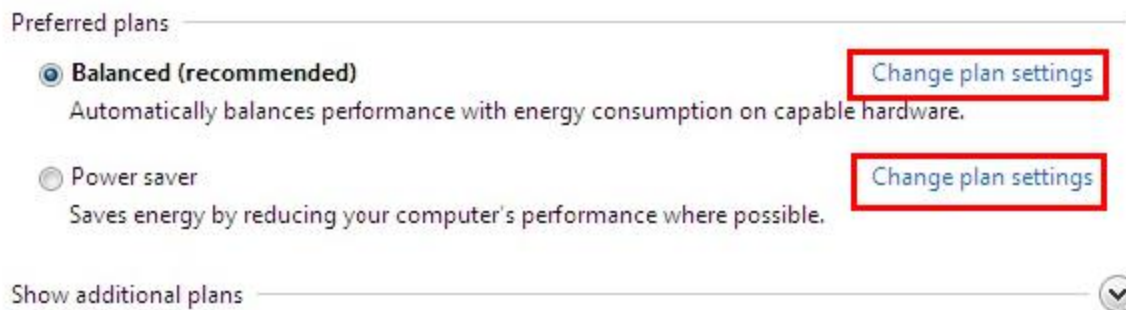 Preferred plans
Balanced (recommended) Change plan settings
Automatically balances performance with energy consumption on capable hardware.
Power saver Change plan settings
Saves energy by reducing your computer's performance where possible.
Show additional plans